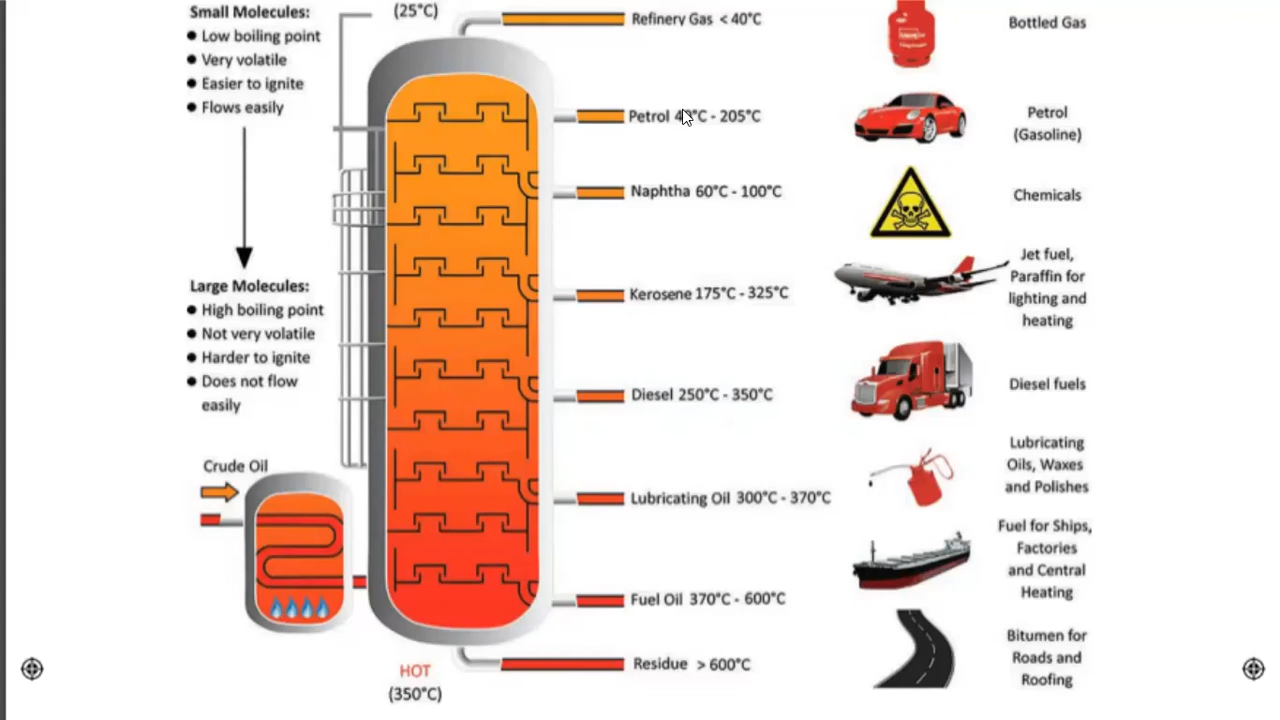 Small Molecules:
● Low boiling point
● Very volatile
● Easier to ignite
● Flows easily
Large Molecules:
● High boiling point
● Not very volatile
● Harder to ignite
● Does not flow
easily
Crude Oil
(25°C)
HOT
(350°C)
Refinery Gas < 40°C
Bottled Gas
Petrol - 205°C
Petrol
(Gasoline)
Naphtha 60°C - 100°C
Chemicals
Kerosene 175°C - 325°C
Jet fuel,
Paraffin for
lighting and
heating
Diesel 250°C - 350°C
Diesel fuels
Lubricating Oil 300°C - 370°C
Lubricating
Oils, Waxes
and Polishes
Fuel Oil 370°C - 600°C
Fuel for Ships,
Factories
and Central
Heating
Residue > 600°C
Bitumen for
Roads and
Roofing